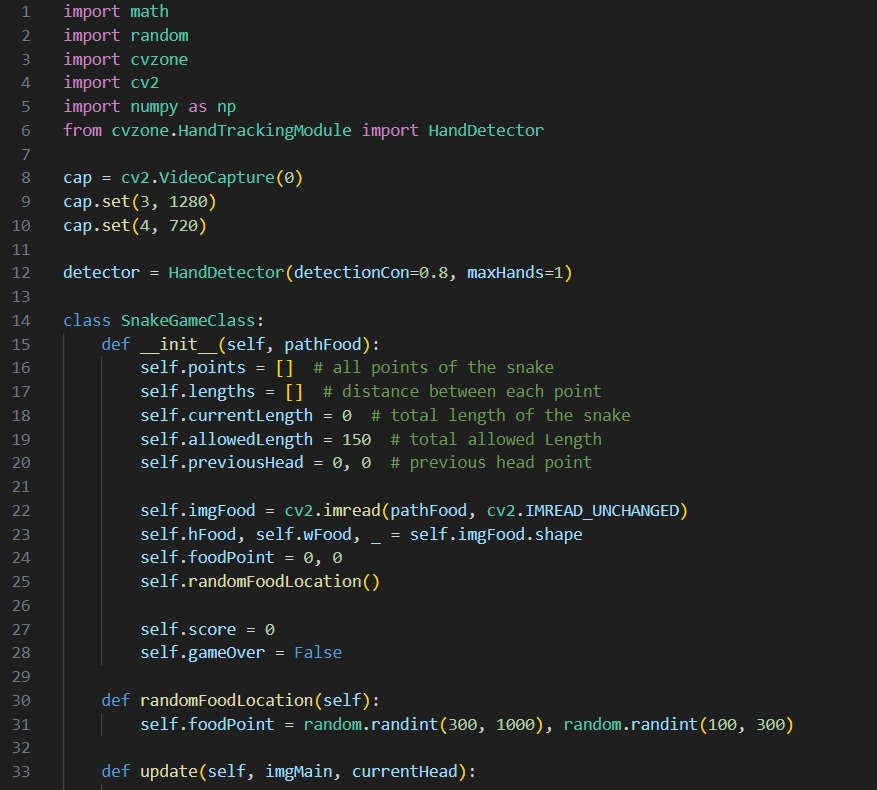 1 import math
2 import random
3 import cvzone
4 import cv2
5 import numpy as np
6 from cvzone.HandTrackingModule import HandDetector
7
8 cap = cv2.VideoCapture(0)
9 cap.set(3, 1280)
10 cap.set(4, 720)
11
12 detector = HandDetector(detectionCon=0.8, maxHands=1)
13
14 class SnakeGameClass:
15     def __init__(self, pathFood):
16         self.points = []  # all points of the snake
17         self.lengths = []  # distance between each point
18         self.currentLength = 0  # total length of the snake
19         self.allowedLength = 150  # total allowed Length
20         self.previousHead = 0, 0  # previous head point
21
22         self.imgFood = cv2.imread(pathFood, cv2.IMREAD_UNCHANGED)
23         self.hFood, self.wFood, _ = self.imgFood.shape
24         self.foodPoint = 0, 0
25         self.randomFoodLocation()
26
27         self.score = 0
28         self.gameOver = False
29
30     def randomFoodLocation(self):
31         self.foodPoint = random.randint(300, 1000), random.randint(100, 300)
32
33     def update(self, imgMain, currentHead):